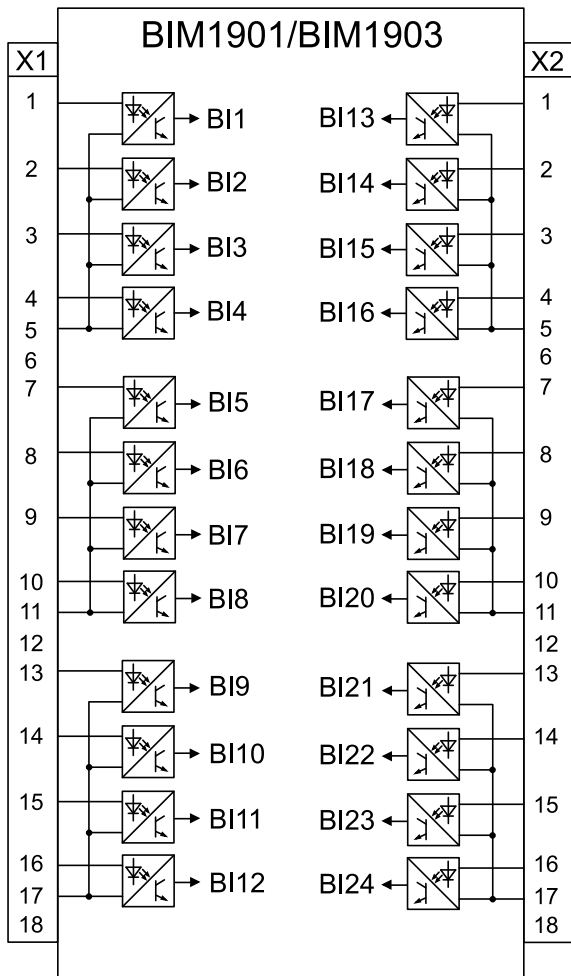 BIM1901/BIM1903
X1 X2
1 BI1 BI13 1
2 BI2 BI14 2
3 BI3 BI15 3
4 BI4 BI16 4
5 5
6 6
7 BI5 BI17 7
8 BI6 BI18 8
9 BI7 BI19 9
10 BI8 BI20 10
11 11
12 12
13 BI9 BI21 13
14 BI10 BI22 14
15 BI11 BI23 15
16 BI12 BI24 16
17 17
18 18